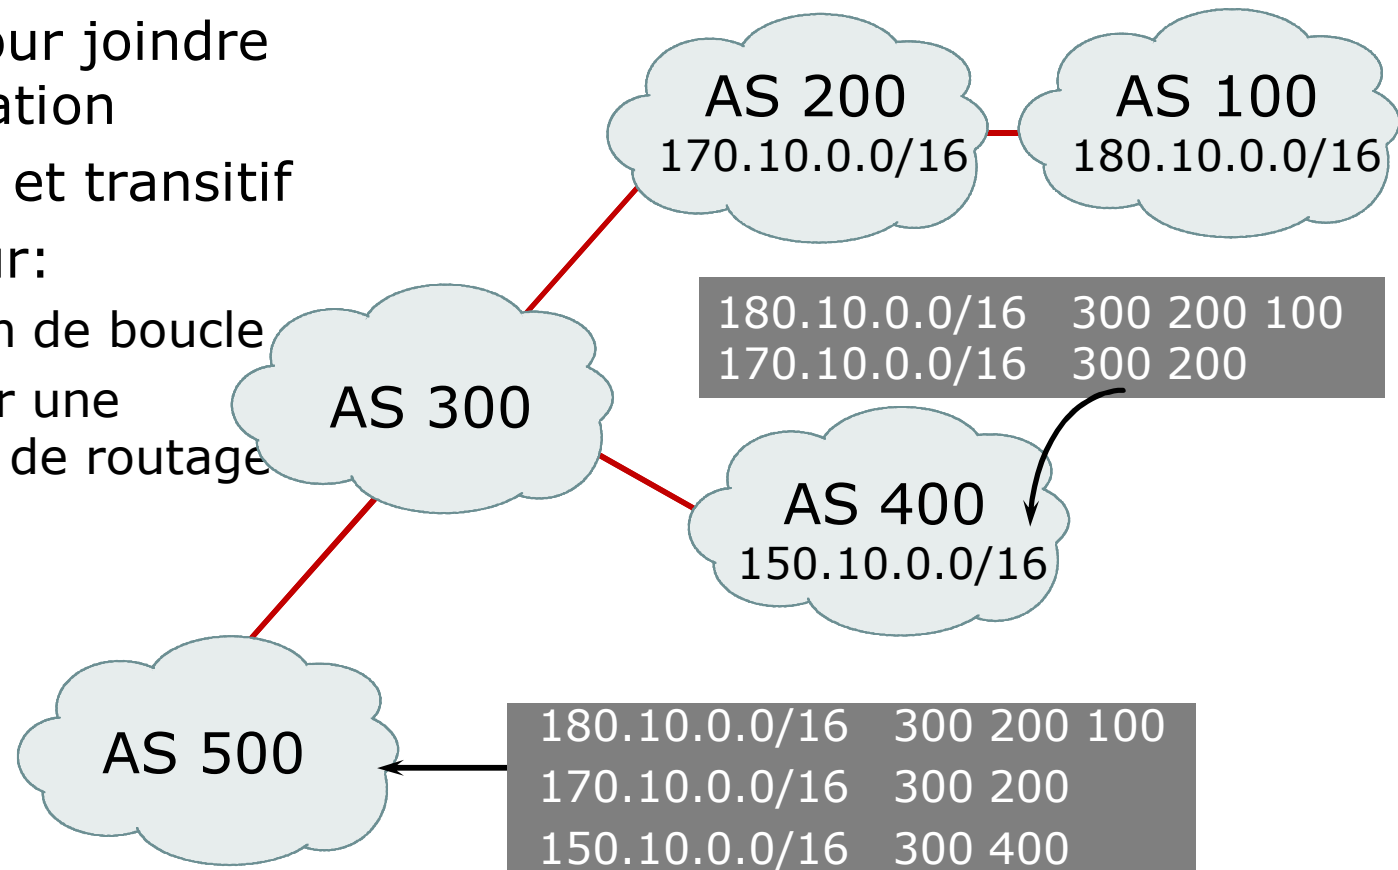 our joindre
ation
et transitif
ur:
n de boucle
r une
de routage
AS 200
170.10.0.0/16
AS 100
180.10.0.0/16
180.10.0.0/16 300 200 100
170.10.0.0/16 300 200
AS 300
AS 400
150.10.0.0/16
AS 500
180.10.0.0/16 300 200 100
170.10.0.0/16 300 200
150.10.0.0/16 300 400